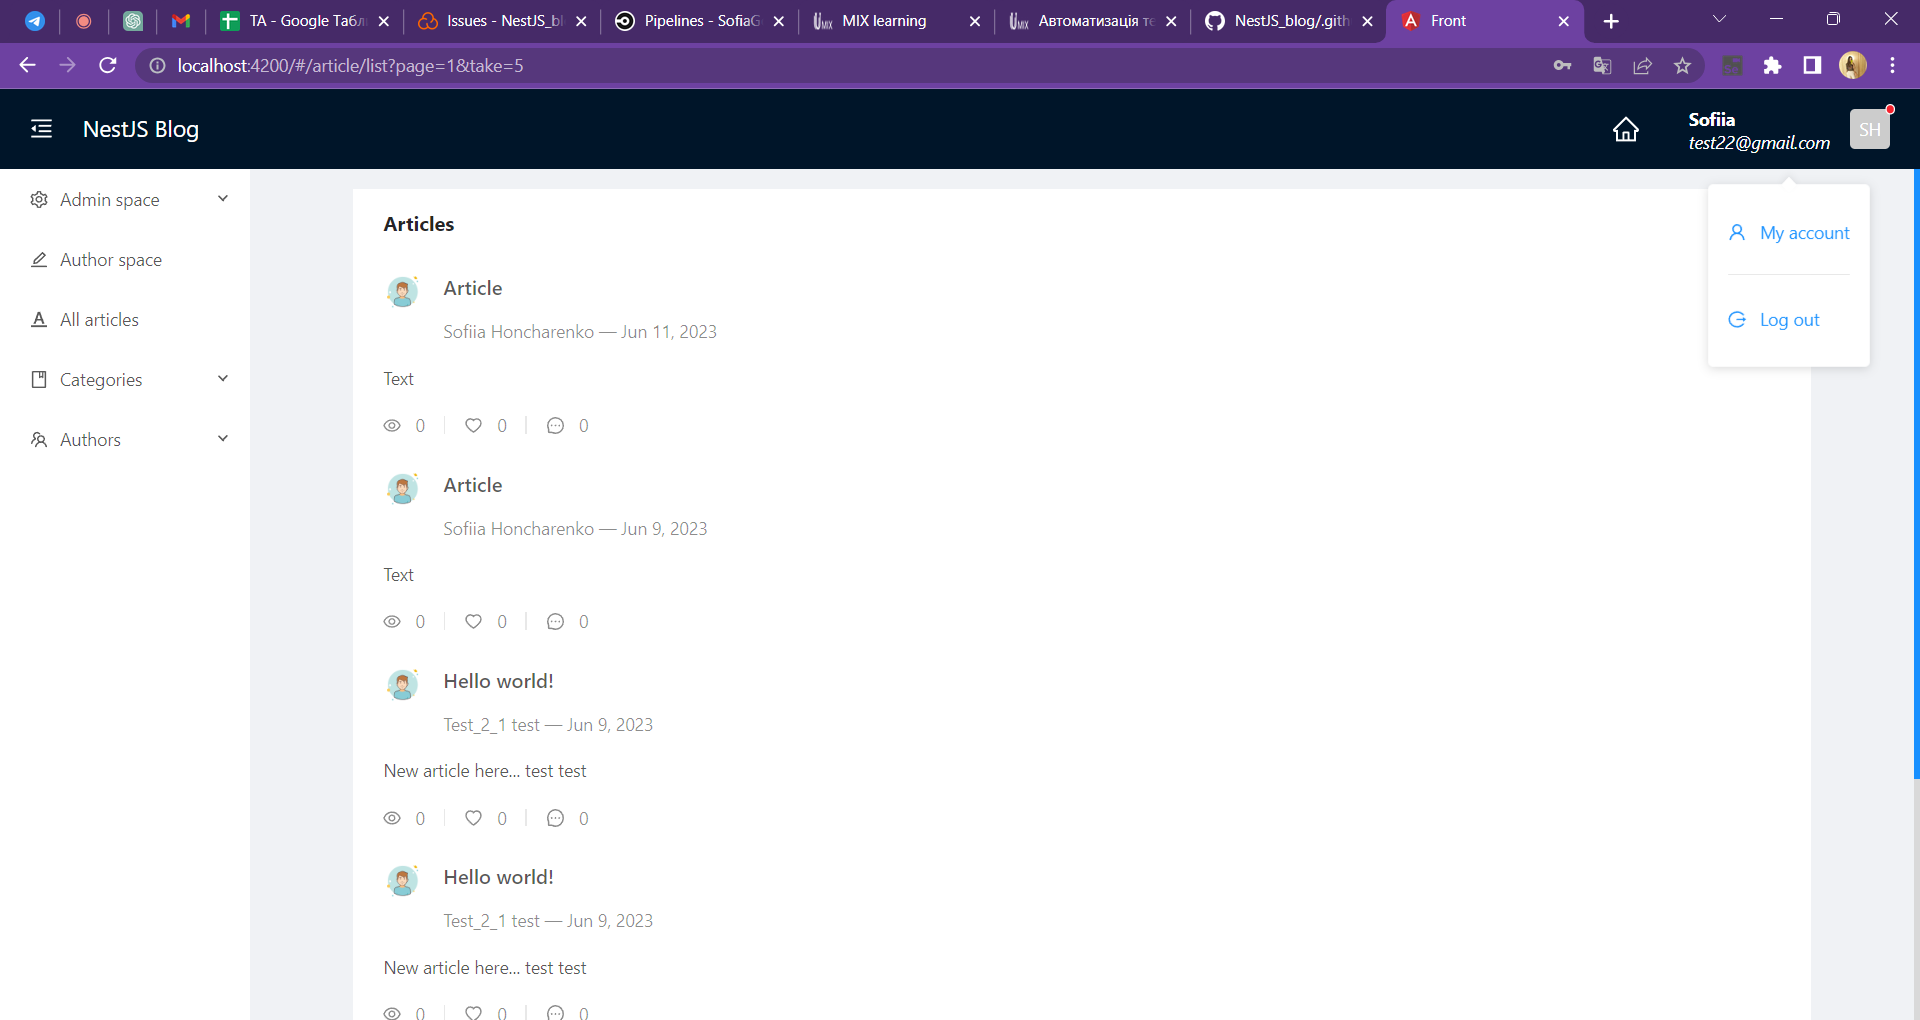 TA - Google Табл
Issues - NestJS_bl
Pipelines - SofiaG
MIX learning
Автоматизація те
NestJS_blog/.gith
Front
localhost:4200/#/article/list?page=1&take=5
NestJS Blog
Sofiia
test22@gmail.com
SH
Admin space
Author space
All articles
Categories
Authors
My account
Log out
Articles
Article
Sofiia Honcharenko — Jun 11, 2023
Text
0 0 0
Article
Sofiia Honcharenko — Jun 9, 2023
Text
0 0 0
Hello world!
Test_2_1 test — Jun 9, 2023
New article here... test test
0 0 0
Hello world!
Test_2_1 test — Jun 9, 2023
New article here... test test
0 0 0